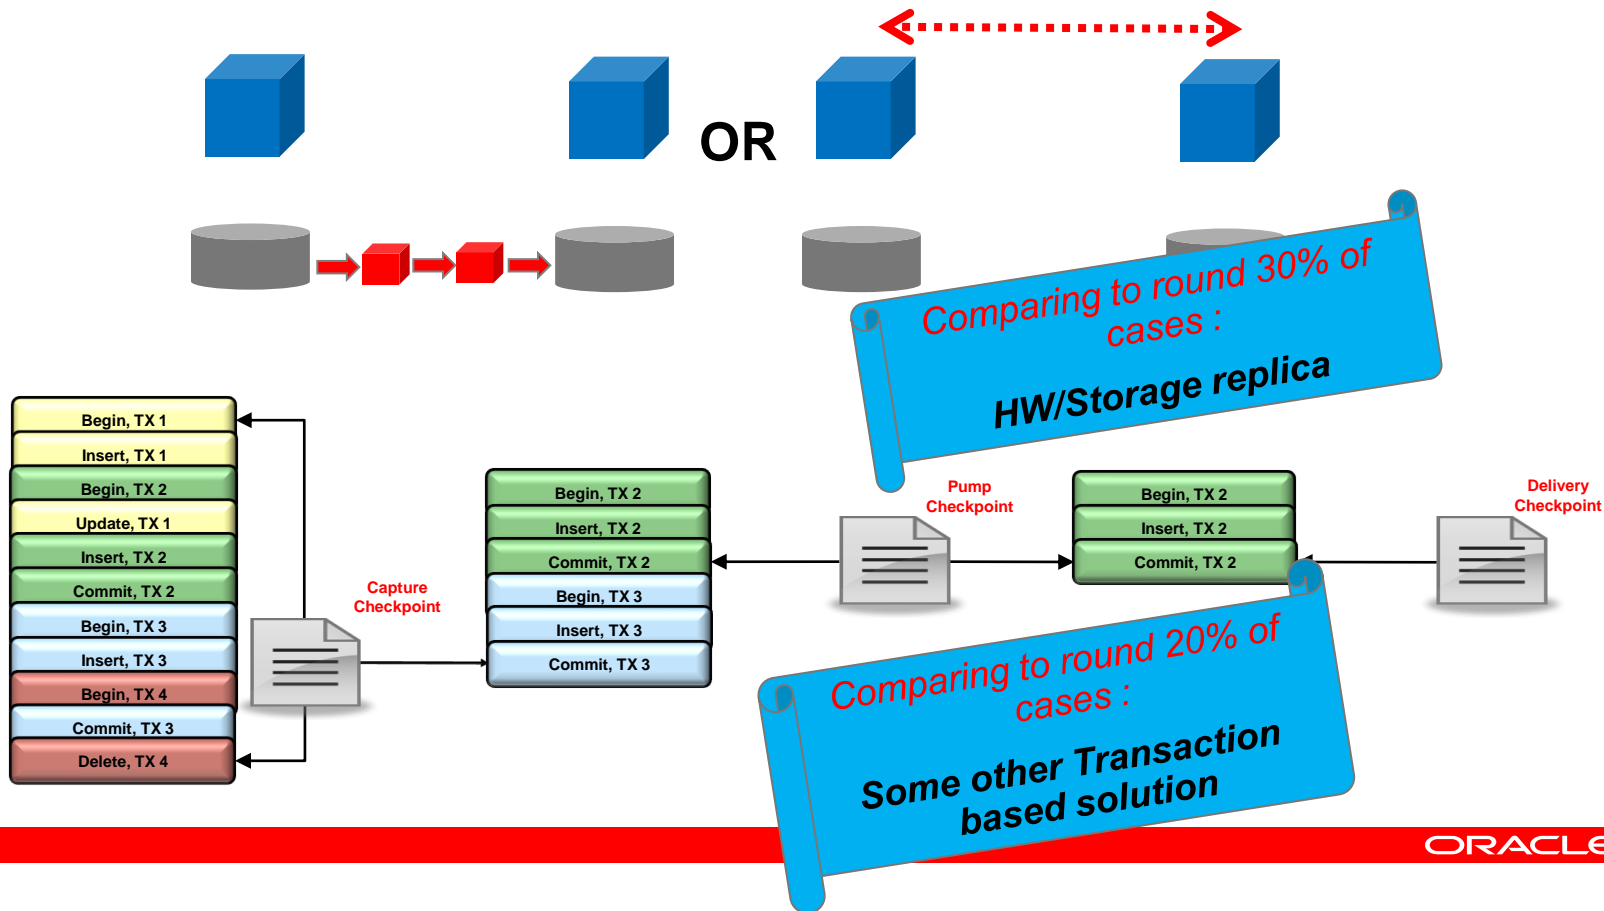 OR
Comparing to round 30% of
cases :
HW/Storage replica
Begin, TX 1
Insert, TX 1
Begin, TX 2
Update, TX 1
Insert, TX 2
Commit, TX 2
Begin, TX 3
Insert, TX 3
Begin, TX 4
Commit, TX 3
Delete, TX 4
Capture
Checkpoint
Begin, TX 2
Insert, TX 2
Commit, TX 2
Begin, TX 3
Insert, TX 3
Commit, TX 3
Pump
Checkpoint
Begin, TX 2
Insert, TX 2
Commit, TX 2
Delivery
Checkpoint
Comparing to round 20% of
cases :
Some other Transaction
based solution
ORACLE